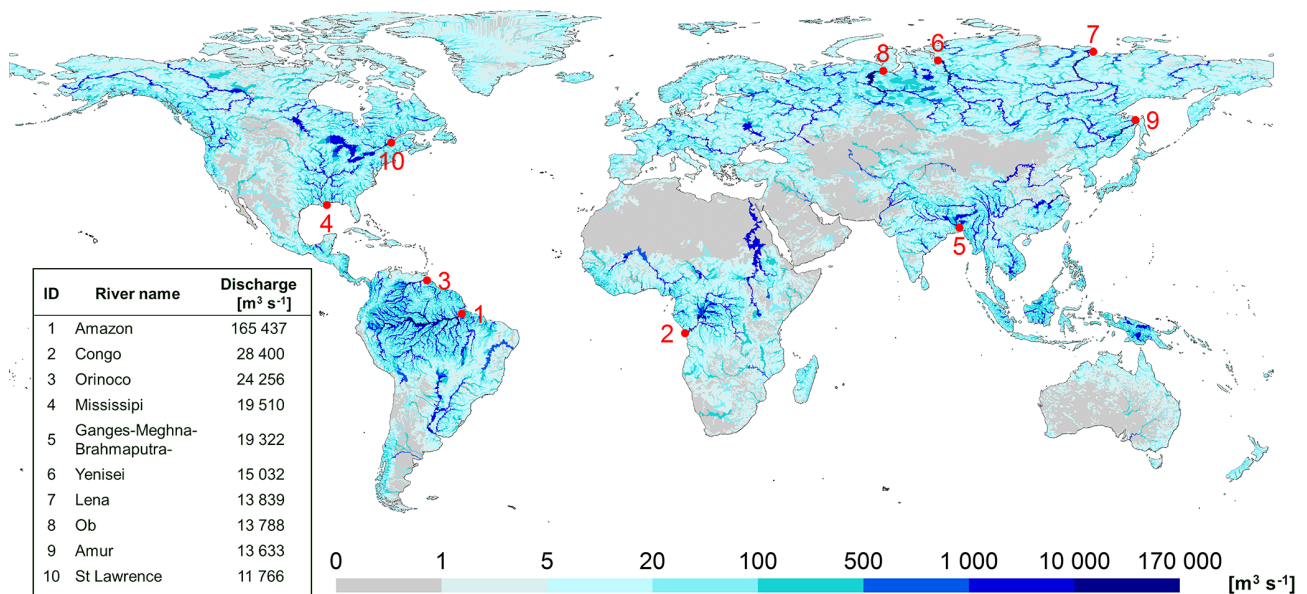 7
6
8
9
10
4
5
3
1
2
ID River name Discharge
[m³ s⁻¹]
1 Amazon 165 437
2 Congo 28 400
3 Orinoco 24 256
4 Mississipi 19 510
5 Ganges-Meghna-
Brahmaputra- 19 322
6 Yenisei 15 032
7 Lena 13 839
8 Ob 13 788
9 Amur 13 633
10 St Lawrence 11 766
0 1 5 20 100 500 1 000 10 000 170 000
[m³ s⁻¹]